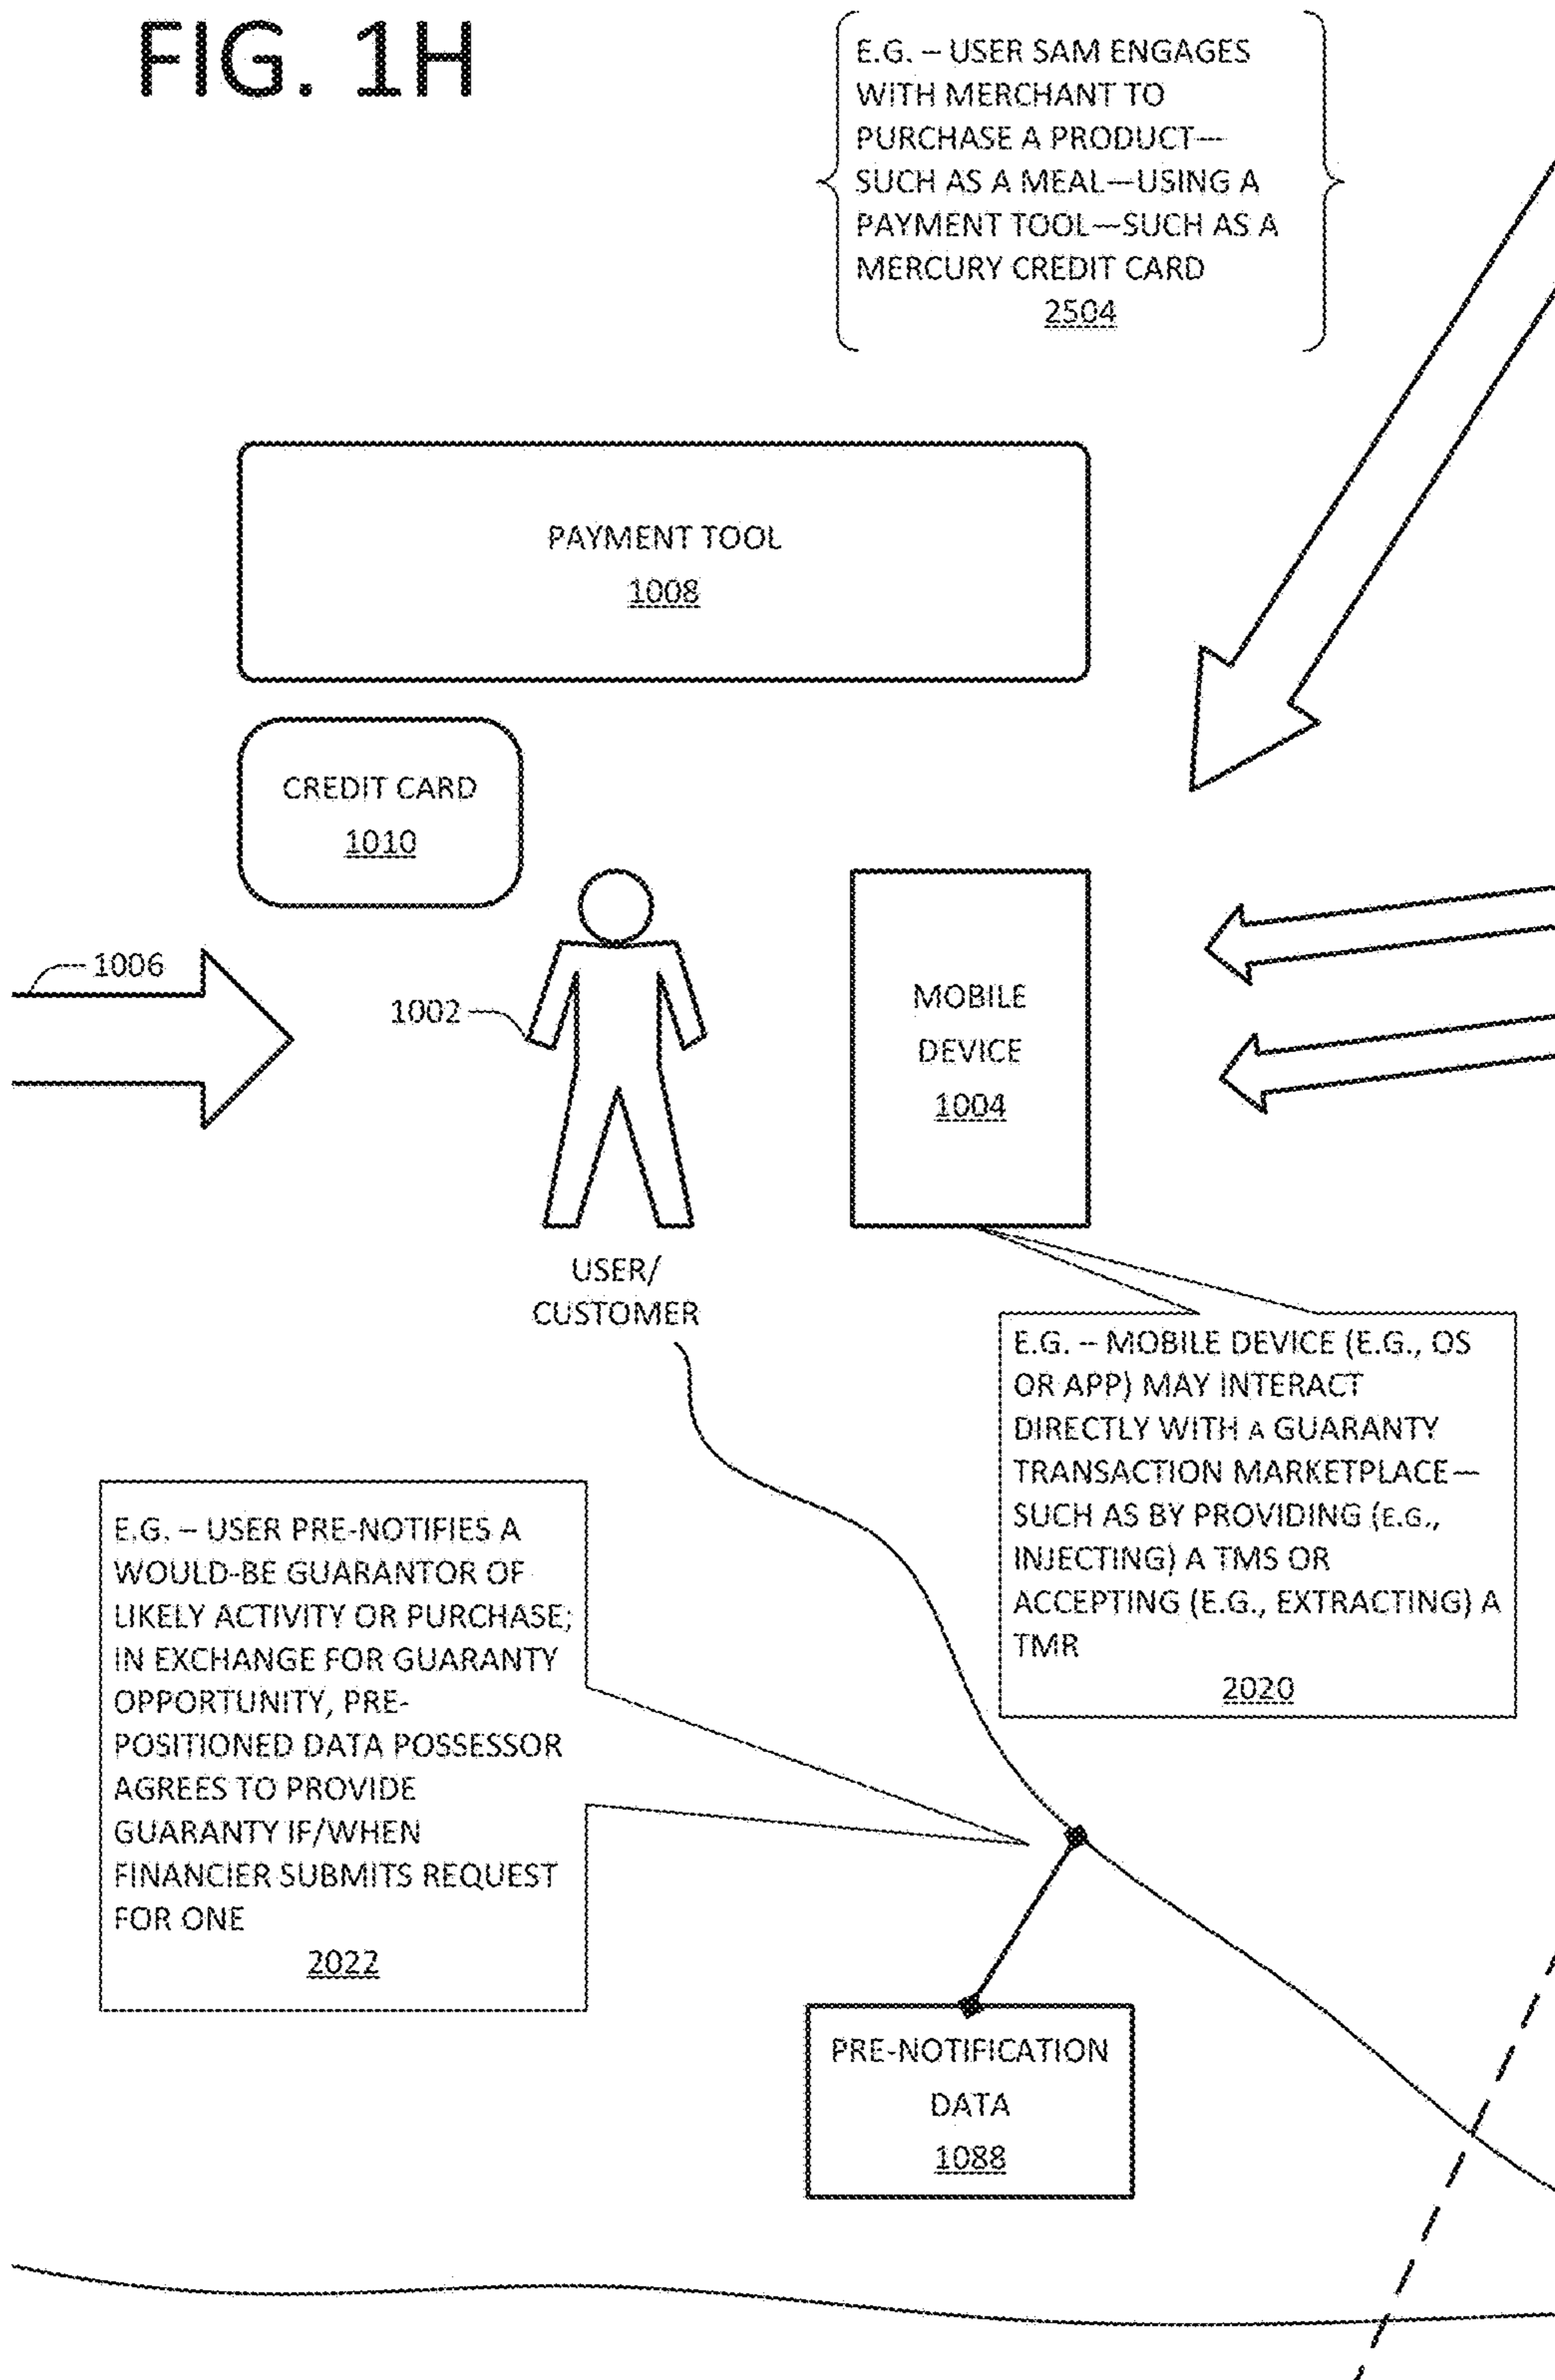 FIG. 1H
E.G. – USER SAM ENGAGES
WITH MERCHANT TO
PURCHASE A PRODUCT—
SUCH AS A MEAL—USING A
PAYMENT TOOL—SUCH AS A
MERCURY CREDIT CARD
2504
PAYMENT TOOL
1008
CREDIT CARD
1010
1006
1002
MOBILE
DEVICE
1004
USER/
CUSTOMER
E.G. – MOBILE DEVICE (E.G., OS
OR APP) MAY INTERACT
DIRECTLY WITH A GUARANTY
TRANSACTION MARKETPLACE—
SUCH AS BY PROVIDING (E.G.,
INJECTING) A TMS OR
ACCEPTING (E.G., EXTRACTING) A
TMR
2020
E.G. – USER PRE-NOTIFIES A
WOULD-BE GUARANTOR OF
LIKELY ACTIVITY OR PURCHASE;
IN EXCHANGE FOR GUARANTY
OPPORTUNITY, PRE-
POSITIONED DATA POSSESSOR
AGREES TO PROVIDE
GUARANTY IF/WHEN
FINANCIER SUBMITS REQUEST
FOR ONE
2022
PRE-NOTIFICATION
DATA
1088